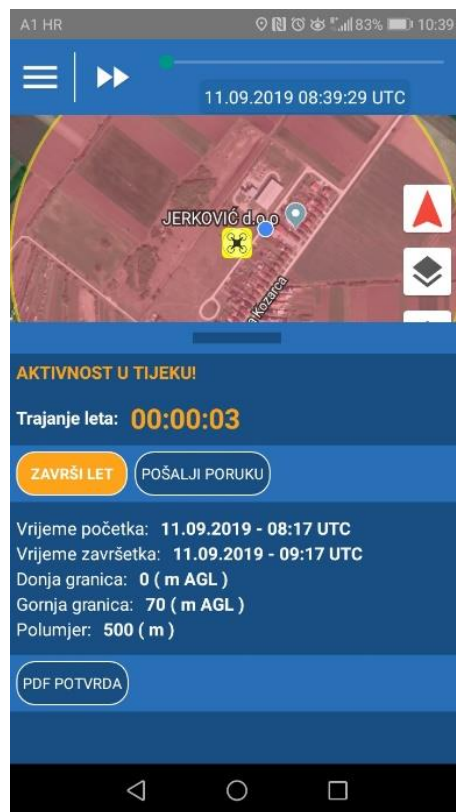 A1 HR 83% 10:39
11.09.2019 08:39:29 UTC
JERKOVIĆ d.o.o
Kozarca
AKTIVNOST U TIJEKU!
Trajanje leta: 00:00:03
ZAVRŠI LET POŠALJI PORUKU
Vrijeme početka: 11.09.2019 - 08:17 UTC
Vrijeme završetka: 11.09.2019 - 09:17 UTC
Donja granica: 0 ( m AGL )
Gornja granica: 70 ( m AGL )
Polumjer: 500 ( m )
PDF POTVRDA